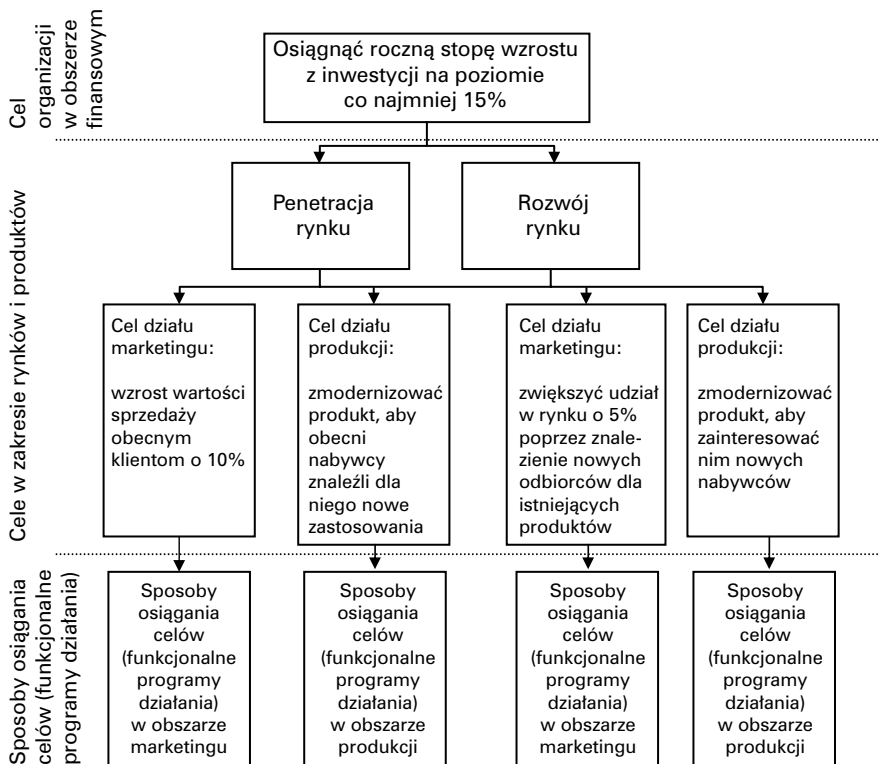 Cel
organizacji
w obszerze
finansowym
Osiągnąć roczną stopę wzrostu
z inwestycji na poziomie
co najmniej 15%
Cele w zakresie rynków i produktów
Penetracja
rynku
Rozwój
rynku
Cel działu
marketingu:
wzrost wartości
sprzedaży
obecnym
klientom o 10%
Cel działu
produkcji:
zmodernizować
produkt, aby
obecni
nabywcy
znaleźli dla
niego nowe
zastosowania
Cel działu
marketingu:
zwiększyć udział
w rynku o 5%
poprzez znale-
zienie nowych
odbiorców dla
istniejących
produktów
Cel działu
produkcji:
zmodernizować
produkt, aby
zainteresować
nim nowych
nabywców
Sposoby osiągania
celów (funkcjonalne
programy działania)
Sposoby
osiągania
celów
(funkcjonalne
programy
działania)
w obszarze
marketingu
Sposoby
osiągania
celów
(funkcjonalne
programy
działania)
w obszarze
produkcji
Sposoby
osiągania
celów
(funkcjonalne
programy
działania)
w obszarze
marketingu
Sposoby
osiągania
celów
(funkcjonalne
programy
działania)
w obszarze
produkcji